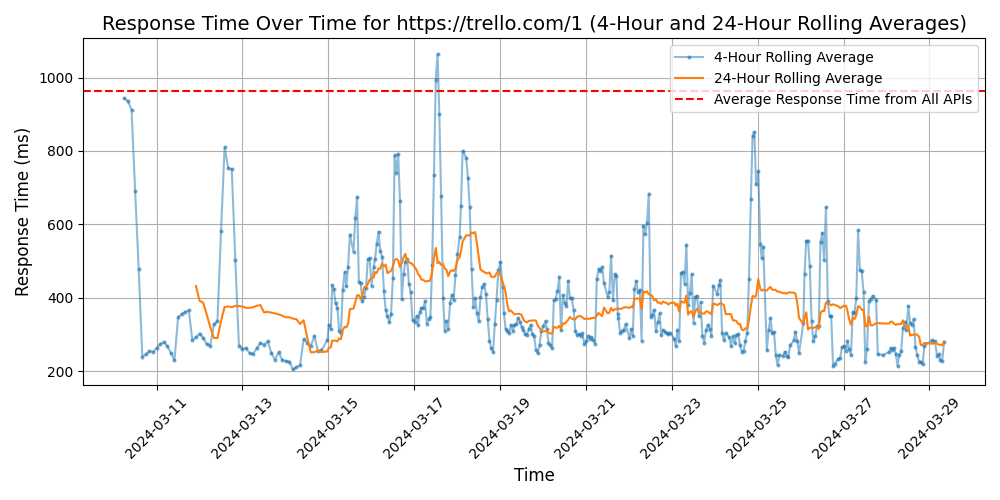 Response Time Over Time for https://trello.com/1 (4-Hour and 24-Hour Rolling Averages)
4-Hour Rolling Average
24-Hour Rolling Average
Average Response Time from All APIs
Response Time (ms)
1000
800
600
400
200
2024-03-11
2024-03-13
2024-03-15
2024-03-17
2024-03-19
2024-03-21
2024-03-23
2024-03-25
2024-03-27
2024-03-29
Time